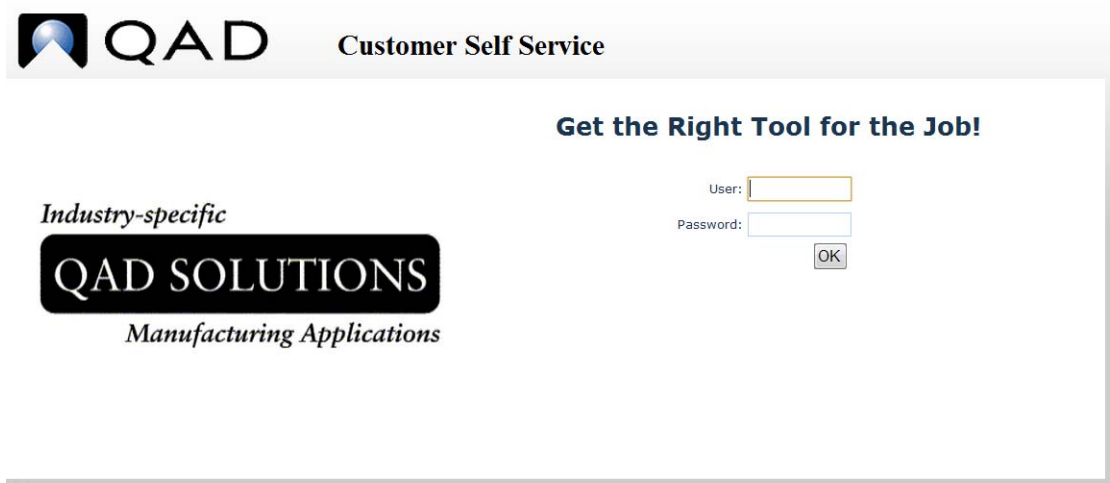 QAD
Customer Self Service
Get the Right Tool for the Job!
User:
Password:
OK
Industry-specific
QAD SOLUTIONS
Manufacturing Applications